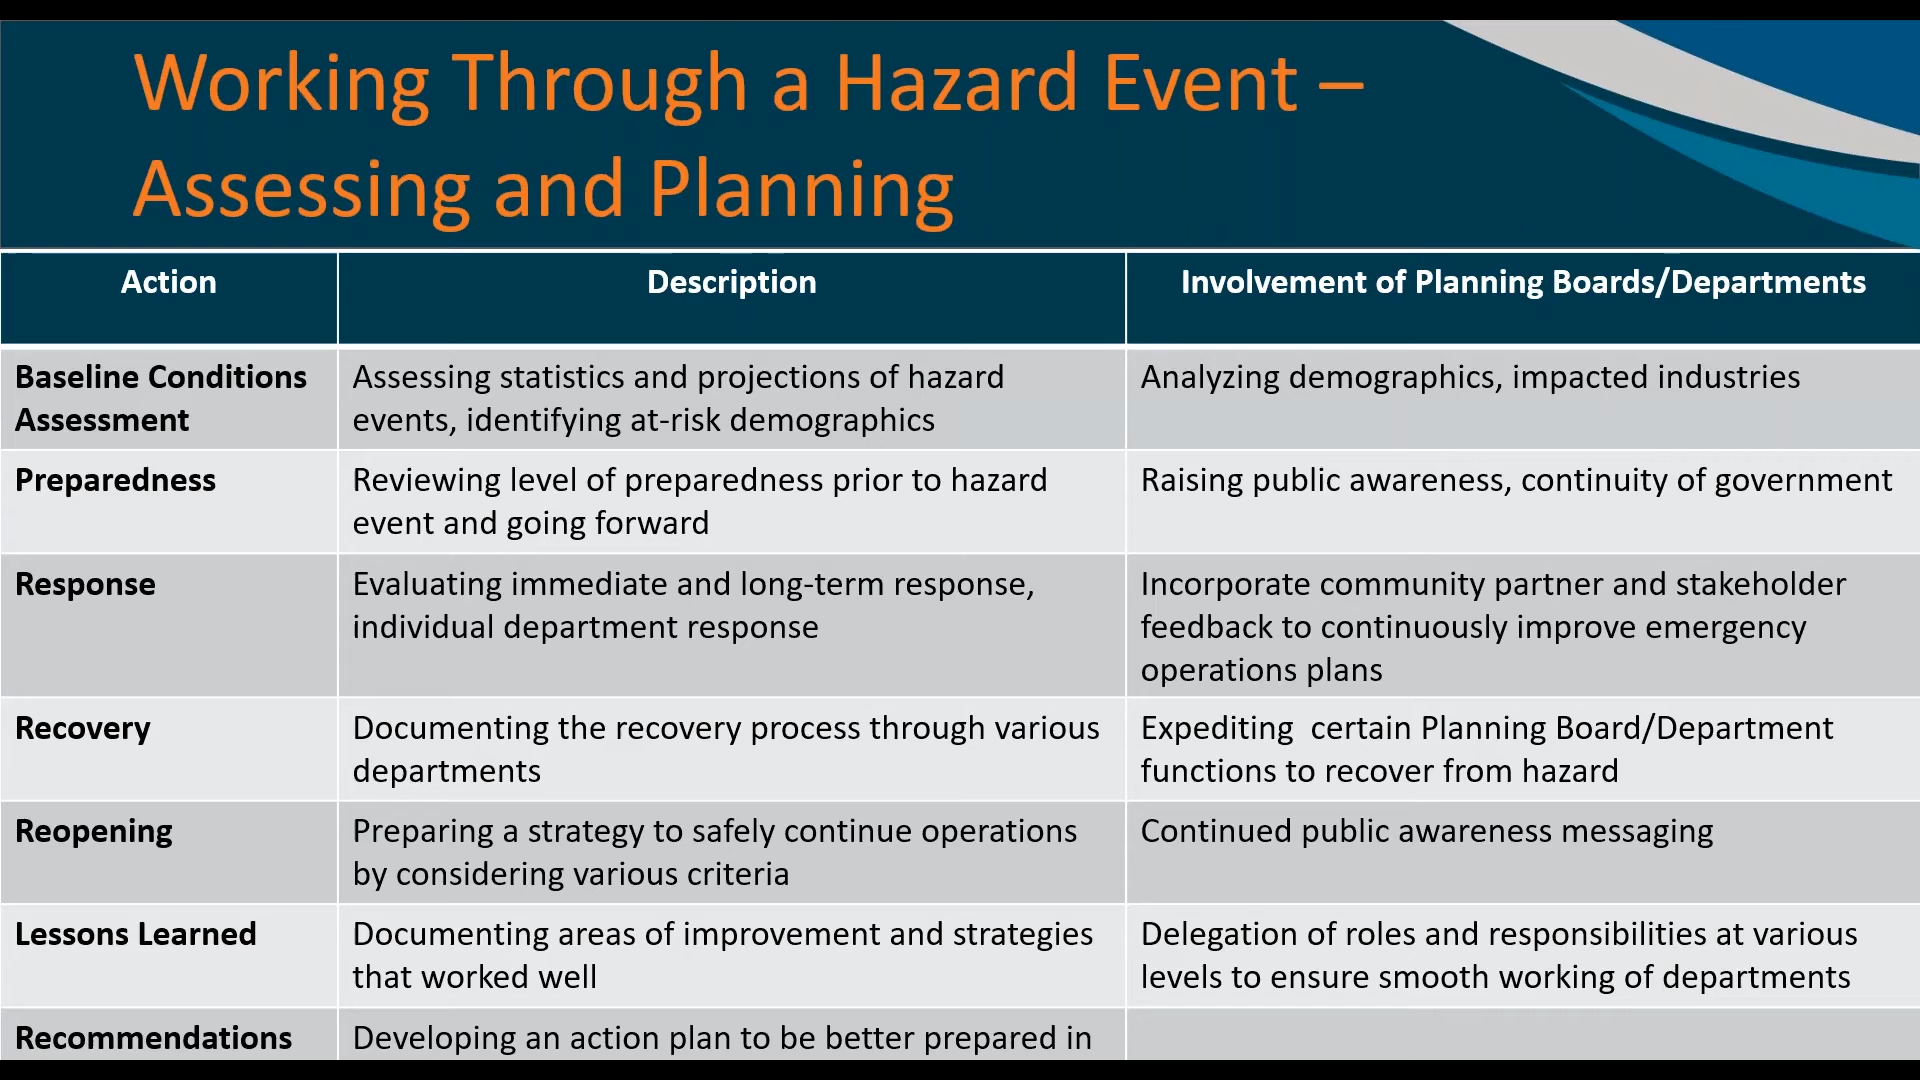 Working Through a Hazard Event –
Assessing and Planning
Action
Description
Involvement of Planning Boards/Departments
Baseline Conditions
Assessment
Assessing statistics and projections of hazard
events, identifying at-risk demographics
Analyzing demographics, impacted industries
Preparedness
Reviewing level of preparedness prior to hazard
event and going forward
Raising public awareness, continuity of government
Response
Evaluating immediate and long-term response,
individual department response
Incorporate community partner and stakeholder
feedback to continuously improve emergency
operations plans
Recovery
Documenting the recovery process through various
departments
Expediting  certain Planning Board/Department
functions to recover from hazard
Reopening
Preparing a strategy to safely continue operations
by considering various criteria
Continued public awareness messaging
Lessons Learned
Documenting areas of improvement and strategies
that worked well
Delegation of roles and responsibilities at various
levels to ensure smooth working of departments
Recommendations
Developing an action plan to be better prepared in